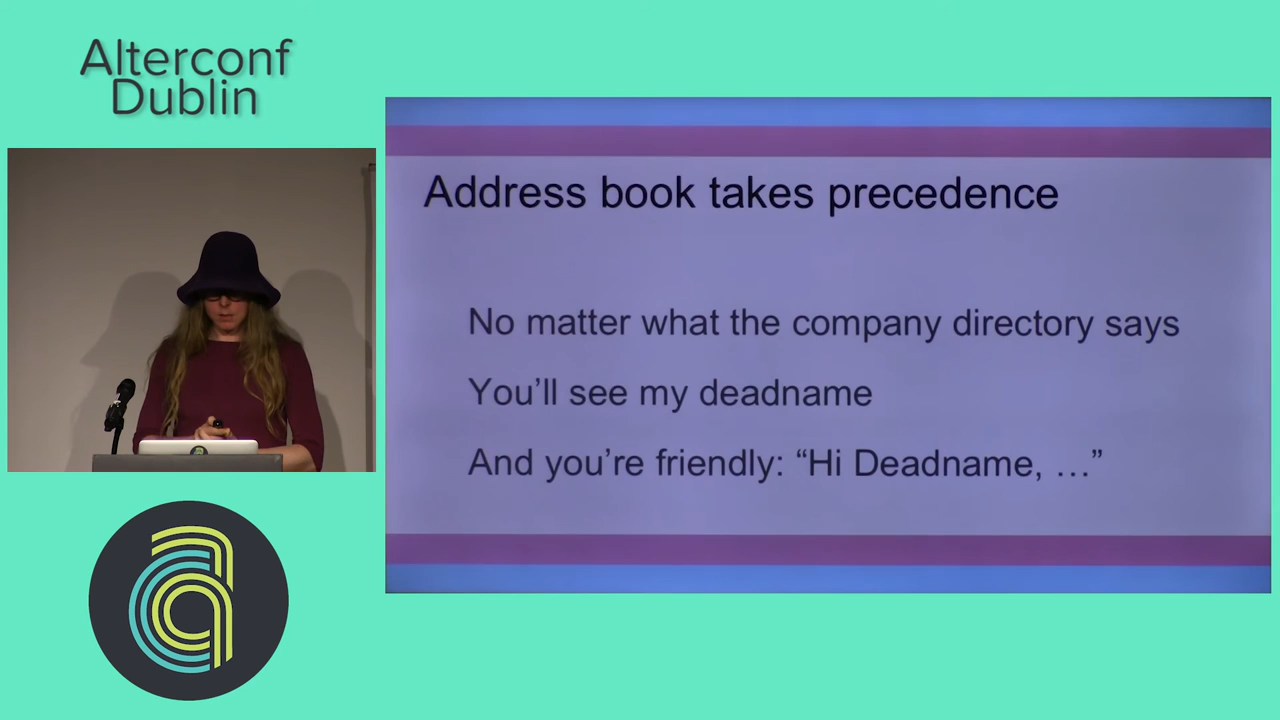 Alterconf
Dublin
Address book takes precedence
No matter what the company directory says
You’ll see my deadname
And you’re friendly: “Hi Deadname, …”